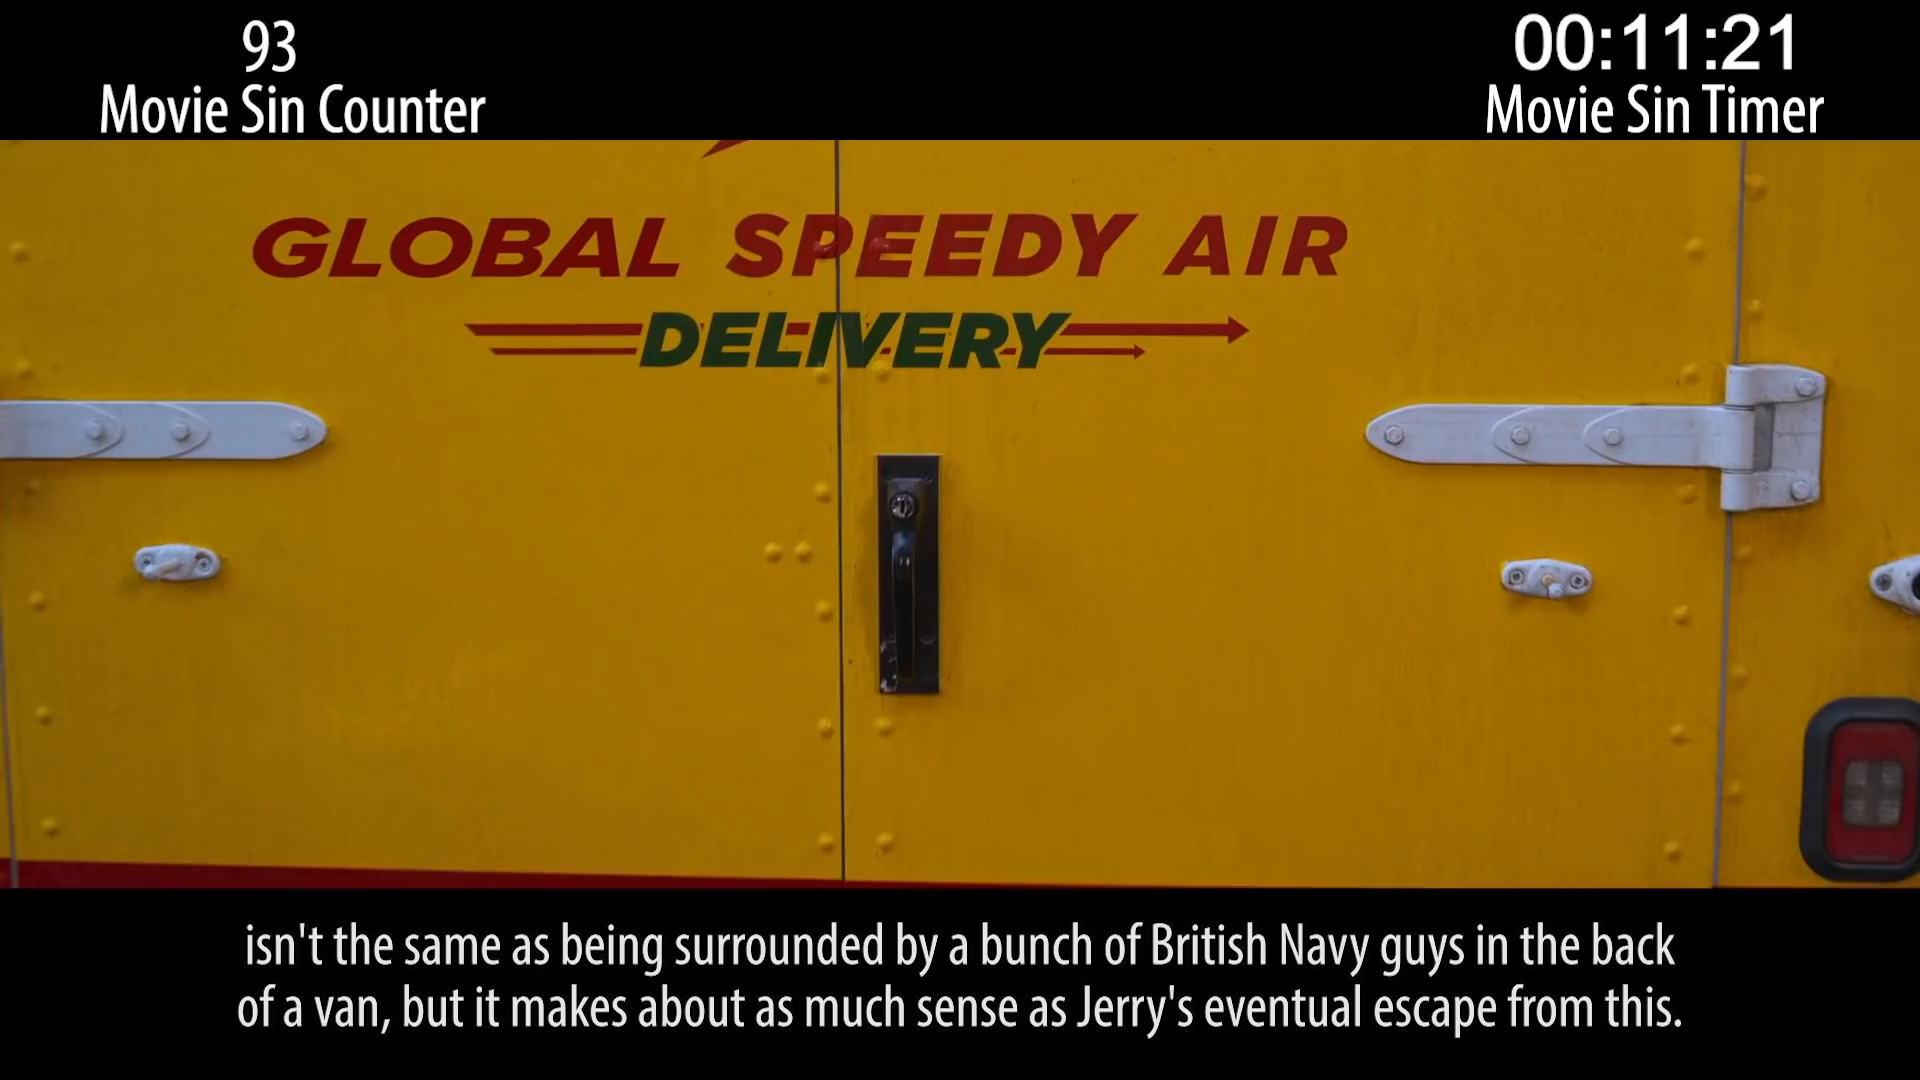 93
Movie Sin Counter
00:11:21
Movie Sin Timer
GLOBAL SPEEDY AIR
DELIVERY
isn't the same as being surrounded by a bunch of British Navy guys in the back
of a van, but it makes about as much sense as Jerry's eventual escape from this.